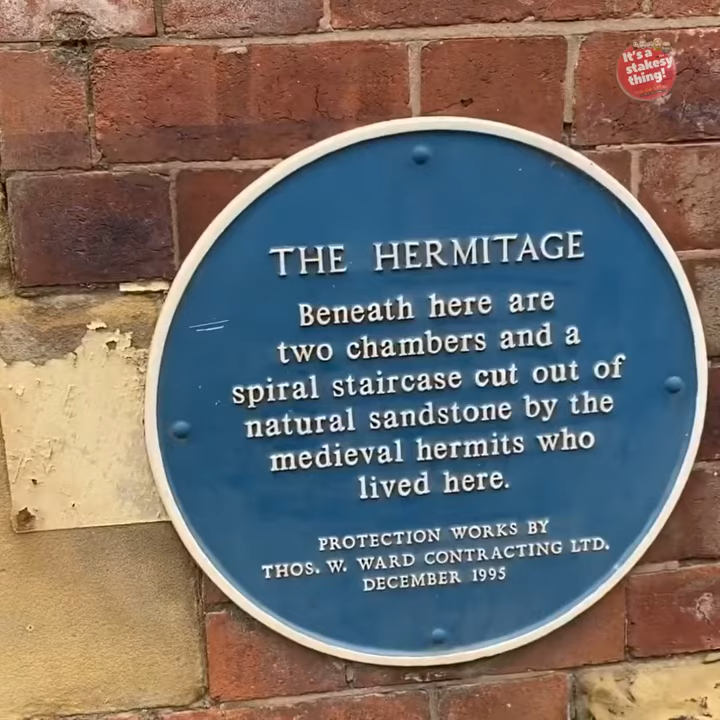 It's a
stakesy
thing!
THE HERMITAGE
Beneath here are
two chambers and a
spiral staircase cut out of
natural sandstone by the
medieval hermits who
lived here.
PROTECTION WORKS BY
THOS. W. WARD CONTRACTING LTD.
DECEMBER 1995